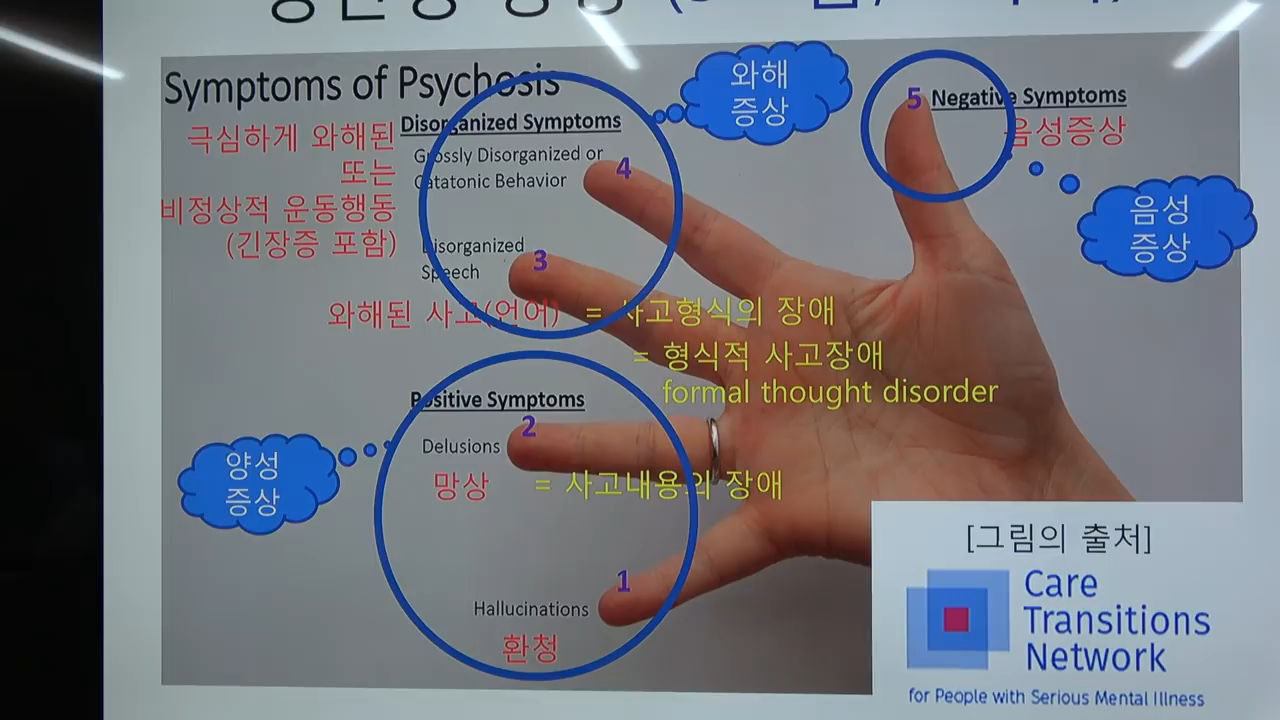 Symptoms of Psychosis
극심하게 와해된
또는
비정상적 운동행동
(긴장증 포함)
Disorganized Symptoms
Grossly Disorganized or
Catatonic Behavior
4
와해
증상
Disorganized
Speech
3
와해된 사고(언어) = 사고형식의 장애
= 형식적 사고장애
formal thought disorder
5
Negative Symptoms
음성증상
음성
증상
Positive Symptoms
2
Delusions
망상 = 사고내용의 장애
양성
증상
1
Hallucinations
환청
[그림의 출처]
Care
Transitions
Network
for People with Serious Mental Illness